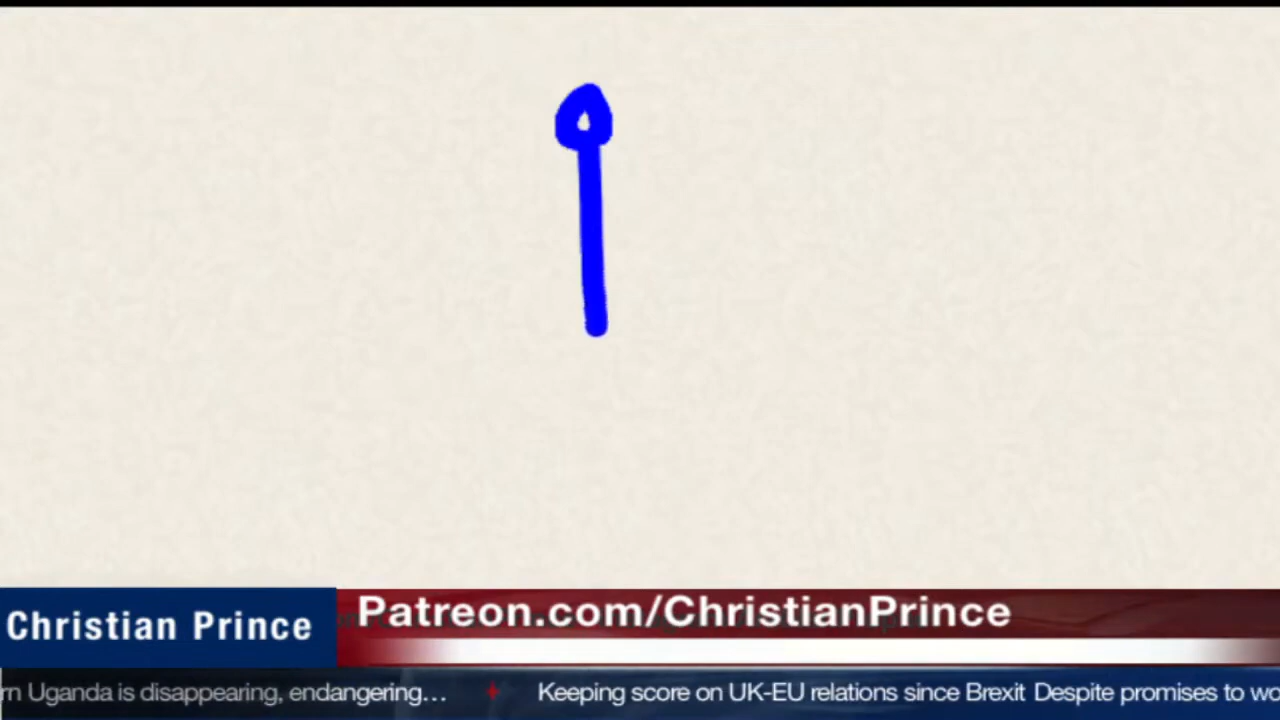 Christian Prince
Patreon.com/ChristianPrince
Uganda is disappearing, endangering... Keeping score on UK-EU relations since Brexit Despite promises to